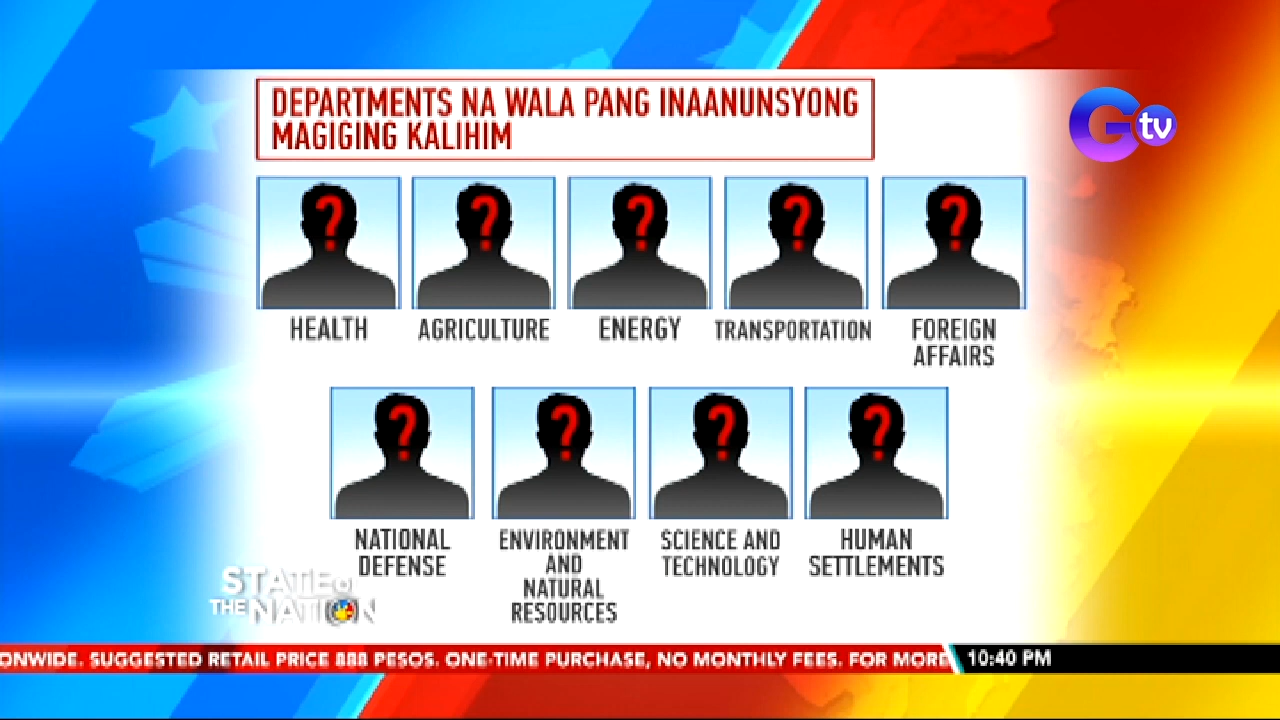 DEPARTMENTS NA WALA PANG INAANUNSYONG
MAGIGING KALIHIM
Gtv
?
?
?
?
?
HEALTH
AGRICULTURE
ENERGY
TRANSPORTATION
FOREIGN
AFFAIRS
?
?
?
?
NATIONAL
DEFENSE
ENVIRONMENT
AND
NATURAL
RESOURCES
SCIENCE AND
TECHNOLOGY
HUMAN
SETTLEMENTS
STATE of
THE NATION
ONWIDE. SUGGESTED RETAIL PRICE 888 PESOS. ONE-TIME PURCHASE, NO MONTHLY FEES. FOR MORE
10:40 PM